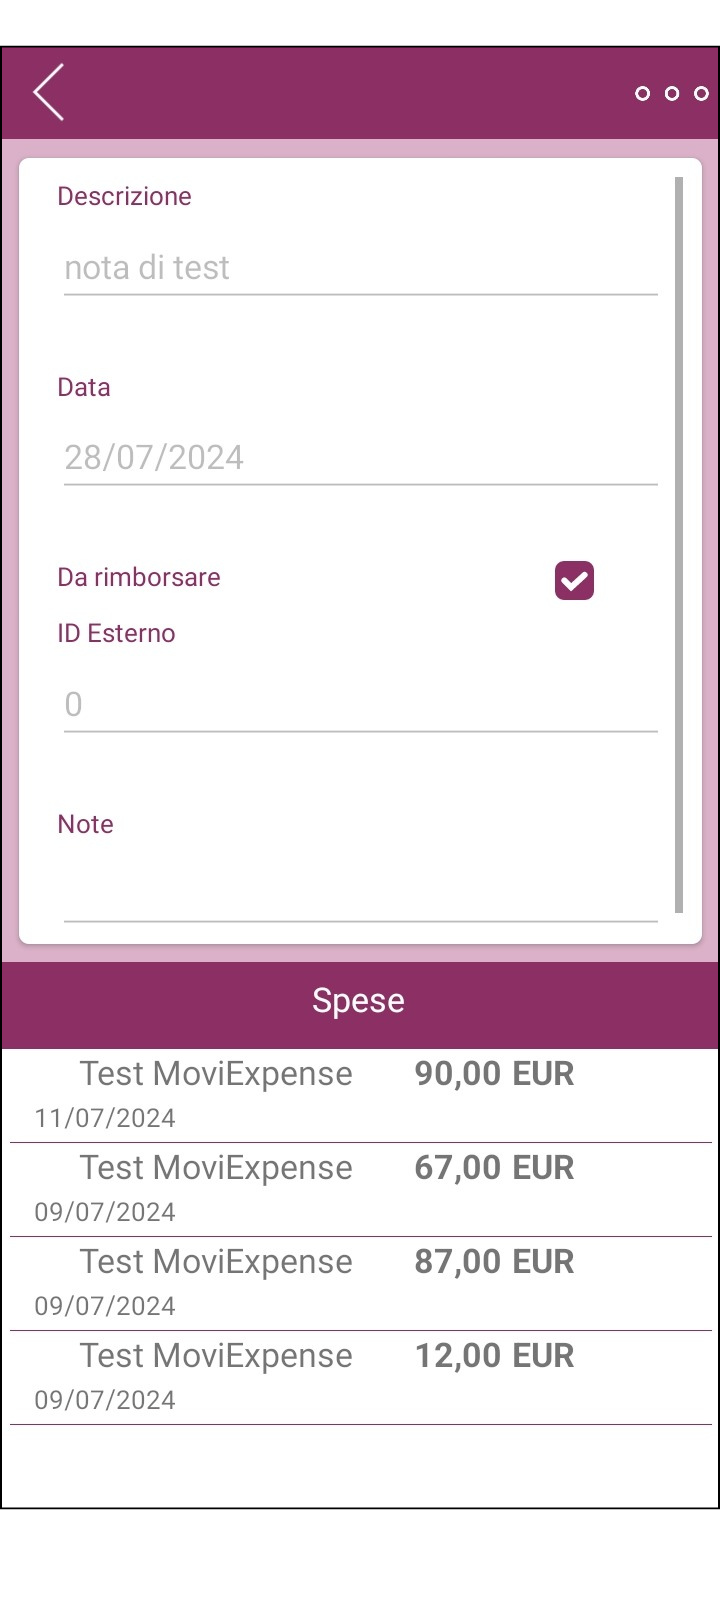 Descrizione
nota di test
Data
28/07/2024
Da rimborsare
ID Esterno
0
Note
Spese
Test MoviExpense 90,00 EUR
11/07/2024
Test MoviExpense 67,00 EUR
09/07/2024
Test MoviExpense 87,00 EUR
09/07/2024
Test MoviExpense 12,00 EUR
09/07/2024